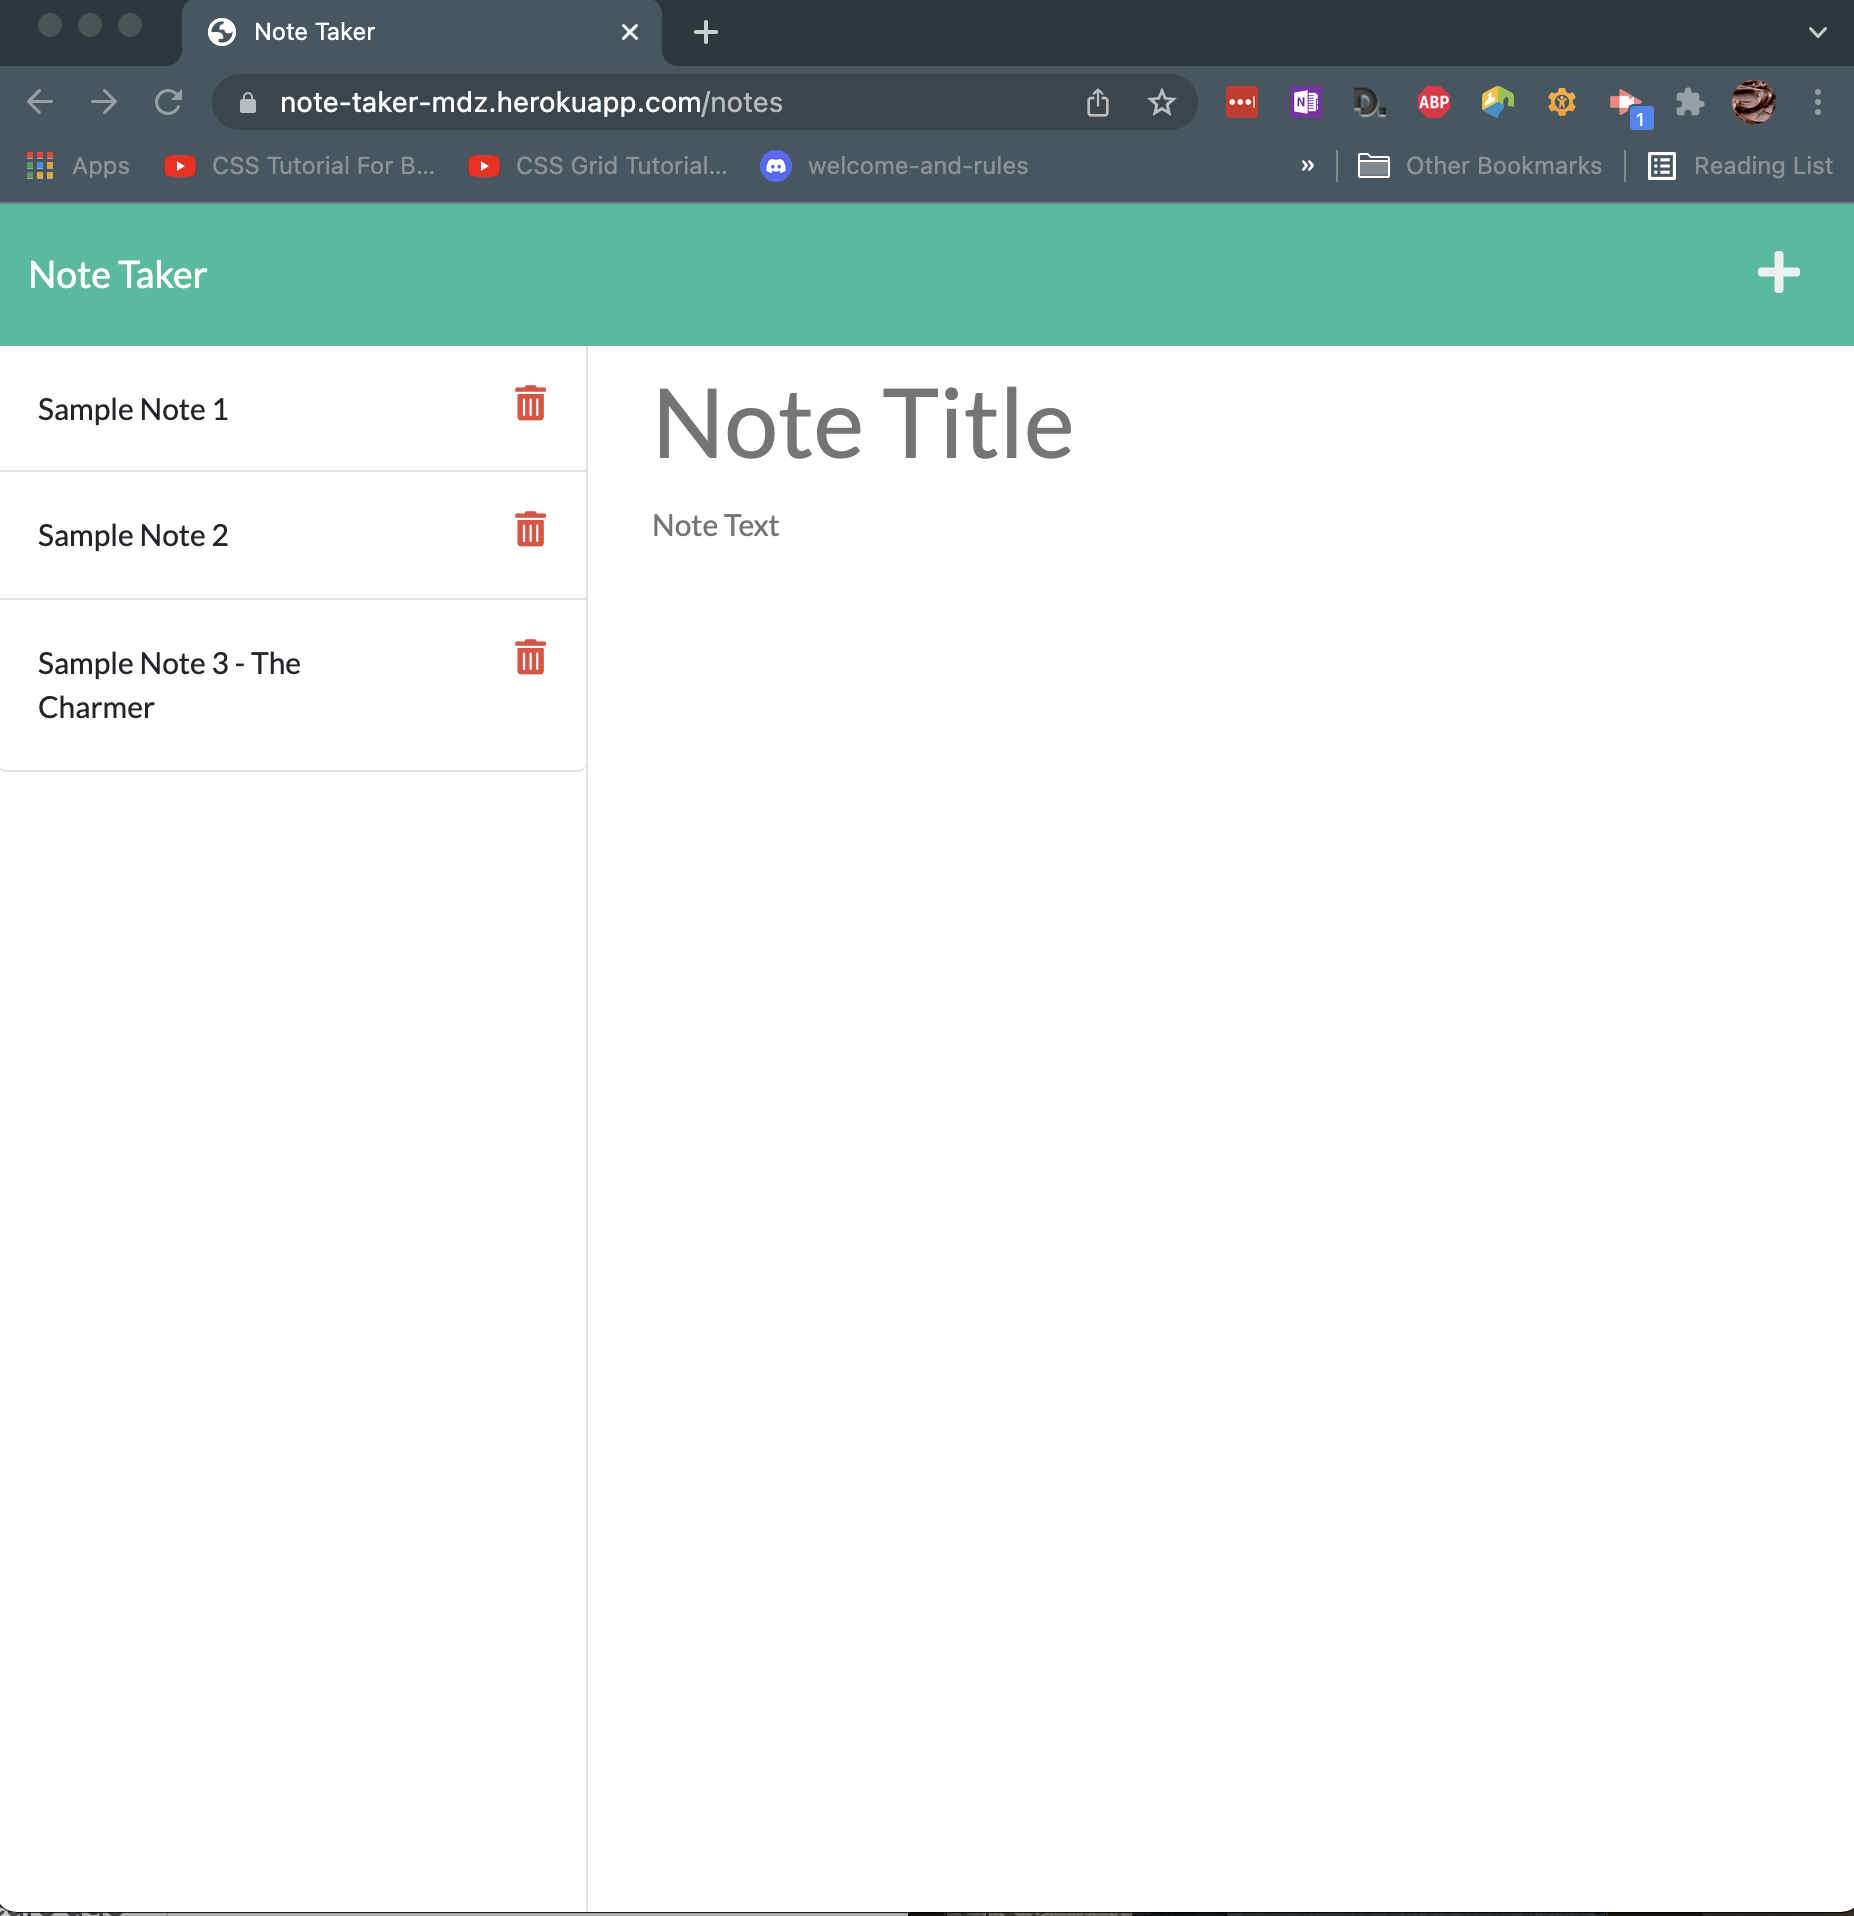 Note Taker
note-taker-mdz.herokuapp.com/notes
N
D.
ABP
1
Apps
CSS Tutorial For B...
CSS Grid Tutorial...
welcome-and-rules
»
Other Bookmarks
Reading List
Note Taker
Sample Note 1
Sample Note 2
Sample Note 3 - The
Charmer
Note Title
Note Text